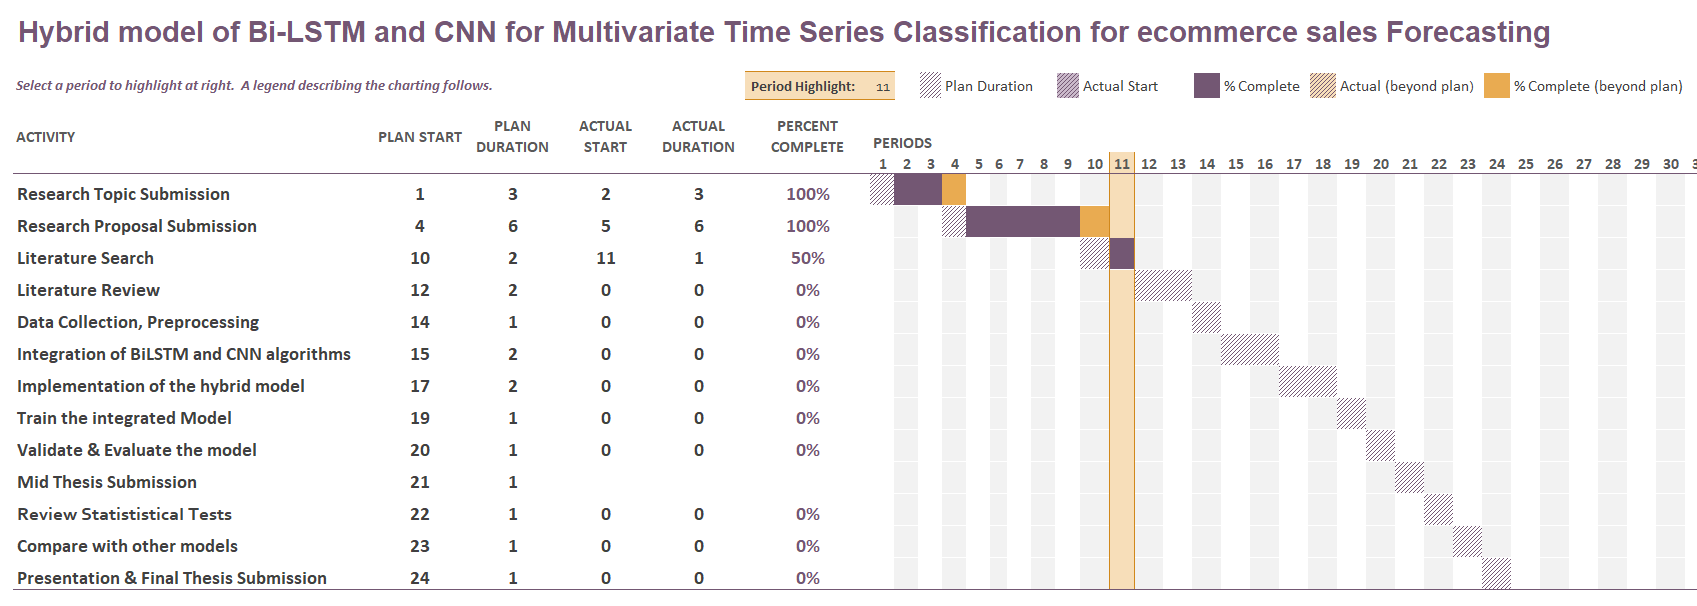 Hybrid model of Bi-LSTM and CNN for Multivariate Time Series Classification for ecommerce sales Forecasting
Select a period to highlight at right. A legend describing the charting follows.
Period Highlight: 11
Plan Duration
Actual Start
% Complete
Actual (beyond plan)
% Complete (beyond plan)
ACTIVITY PLAN START PLAN DURATION ACTUAL START ACTUAL DURATION PERCENT COMPLETE PERIODS
1 2 3 4 5 6 7 8 9 10 11 12 13 14 15 16 17 18 19 20 21 22 23 24 25 26 27 28 29 30
Research Topic Submission 1 3 2 3 100%
Research Proposal Submission 4 6 5 6 100%
Literature Search 10 2 11 1 50%
Literature Review 12 2 0 0 0%
Data Collection, Preprocessing 14 1 0 0 0%
Integration of BiLSTM and CNN algorithms 15 2 0 0 0%
Implementation of the hybrid model 17 2 0 0 0%
Train the integrated Model 19 1 0 0 0%
Validate & Evaluate the model 20 1 0 0 0%
Mid Thesis Submission 21 1
Review Statististical Tests 22 1 0 0 0%
Compare with other models 23 1 0 0 0%
Presentation & Final Thesis Submission 24 1 0 0 0%